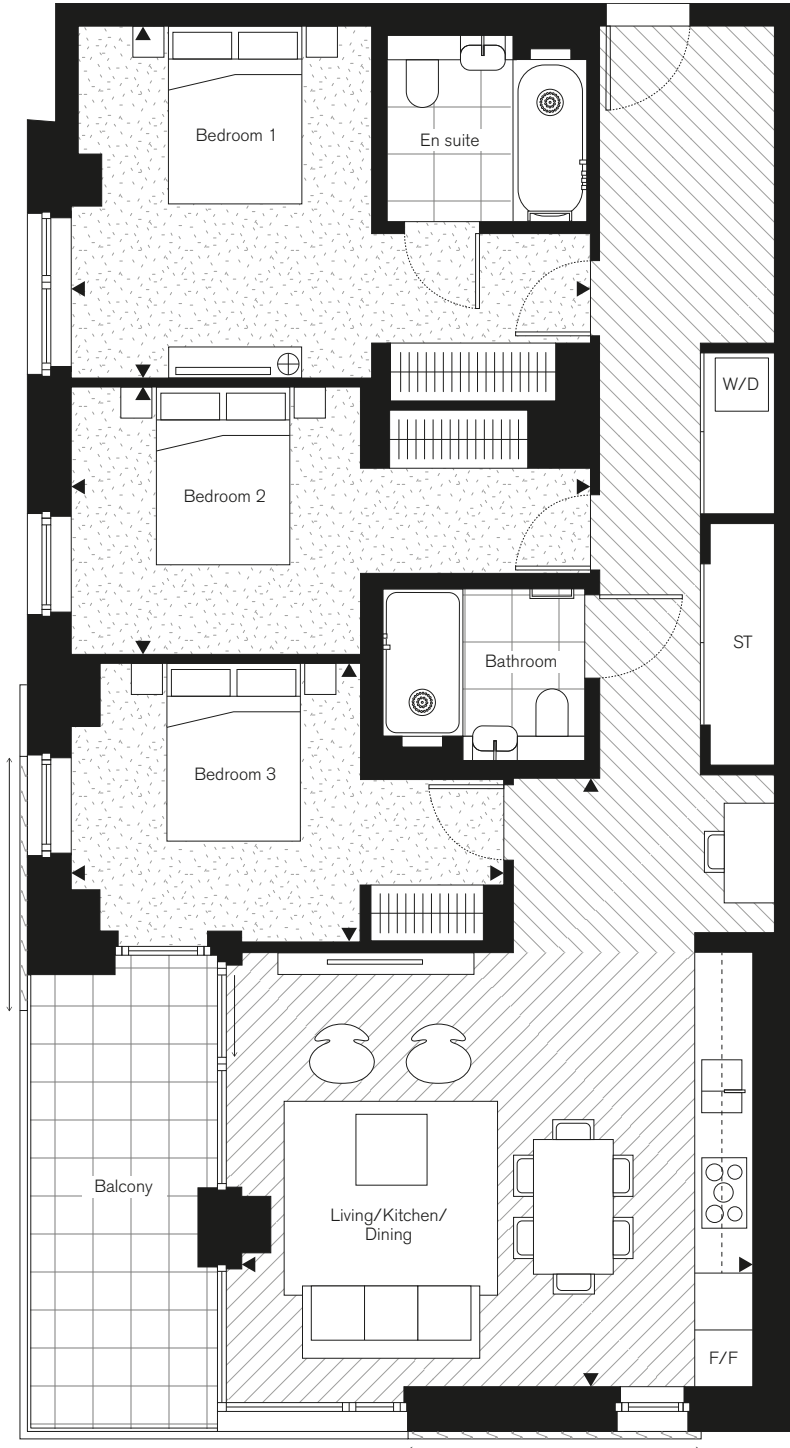 Bedroom 1
En suite
W/D
Bedroom 2
ST
Bathroom
Bedroom 3
Balcony
Living/Kitchen/
Dining
F/F